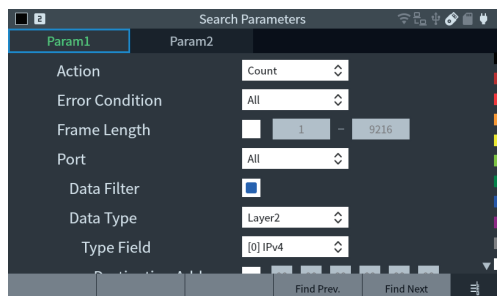 2 Search Parameters
Param1 Param2
Action Count
Error Condition All
Frame Length 1 – 9216
Port All
Data Filter
Data Type Layer2
Type Field [0] IPv4
Find Prev. Find Next